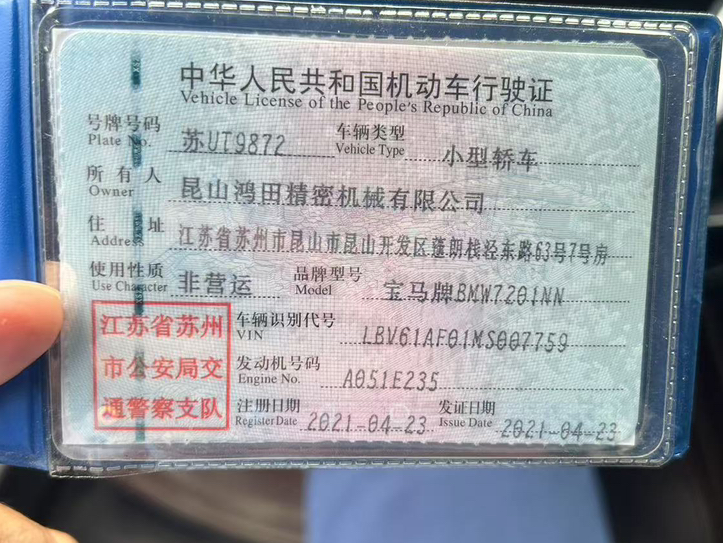 中华人民共和国机动车行驶证
Vehicle License of the People's Republic of China
号牌号码 Plate No. 苏UT9872 车辆类型 Vehicle Type 小型轿车
所有人 Owner 昆山鸿田精密机械有限公司
住址 Address 江苏省苏州市昆山市昆山开发区蓬朗栈泾东路63号7号房
使用性质 Use Character 非营运 品牌型号 Model 宝马牌BMW7201NN
车辆识别代号 VIN LBV61AF01MS007759
发动机号码 Engine No. A051E235
注册日期 Register Date 2021-04-23 发证日期 Issue Date 2021-04-23
江苏省苏州
市公安局交
通警察支队